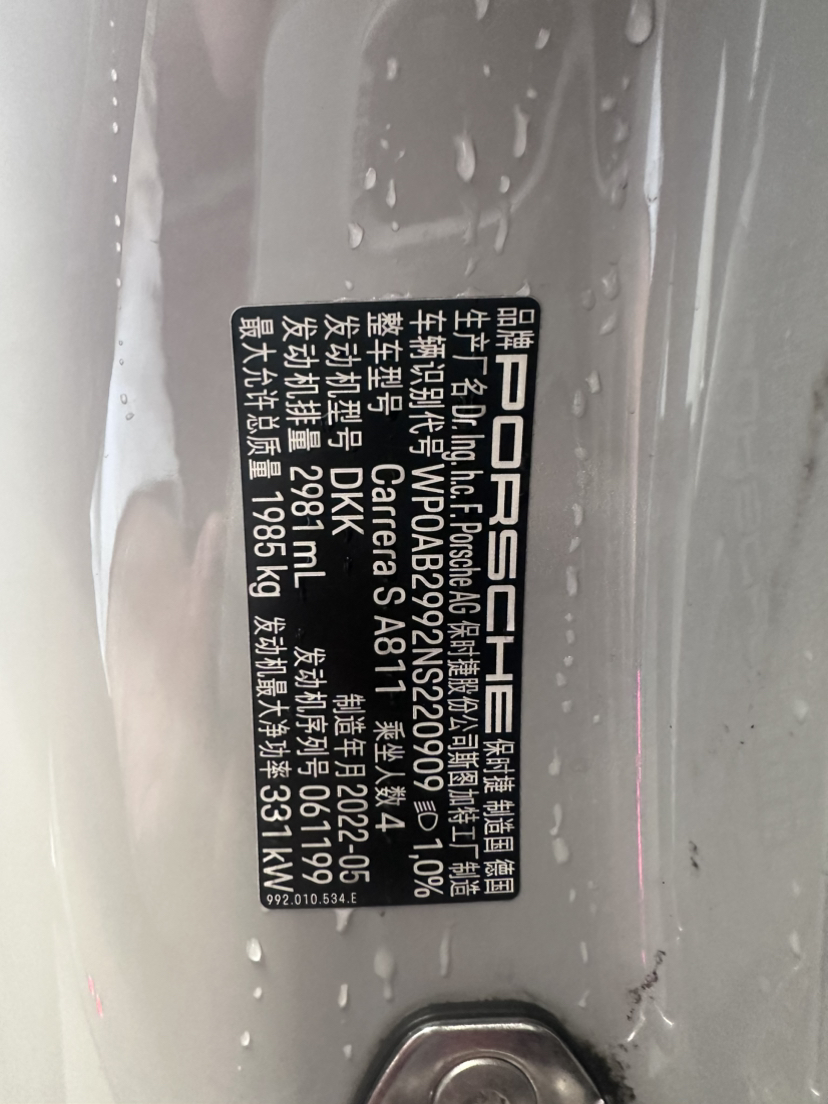 品牌 PORSCHE 保时捷 制造国 德国
生产厂名 Dr. Ing. h.c. F. Porsche AG 保时捷股份公司斯图加特工厂制造
车辆识别代号 WP0AB2992NS220909 1,0%
整车型号 Carrera S A811 乘坐人数 4
发动机型号 DKK 制造年月 2022-05
发动机排量 2981 mL 发动机序列号 061199
最大允许总质量 1985 kg 发动机最大净功率 331 kW
992.010.534.E